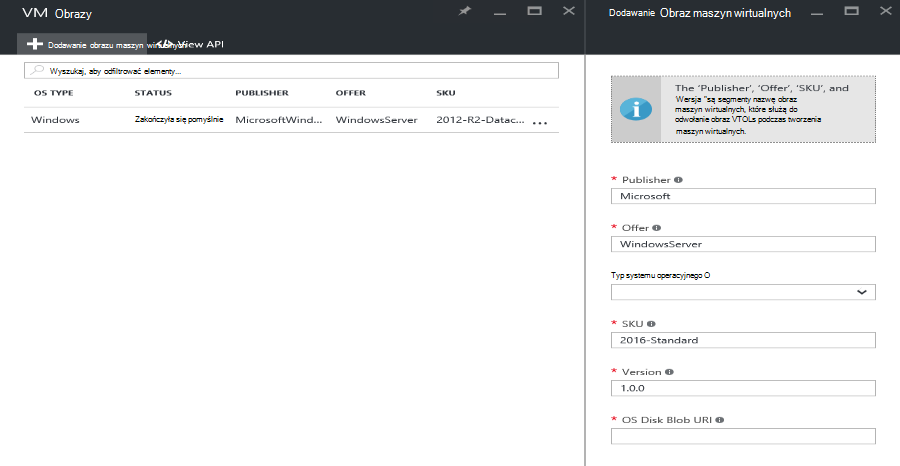 VM Obrazy
Dodawanie obrazu maszyn wirtualnych View API
Wyszukaj, aby odfiltrować elementy...
OS TYPE STATUS PUBLISHER OFFER SKU
Windows Zakończyła się pomyślnie MicrosoftWind... WindowsServer 2012-R2-Datac... ...
Dodawanie Obraz maszyn wirtualnych
The 'Publisher', 'Offer', 'SKU', and
Wersja "są segmenty nazwę obraz
maszyn wirtualnych, które służą do
odwołanie obraz VTOLs podczas tworzenia
maszyn wirtualnych.
* Publisher
Microsoft
* Offer
WindowsServer
Typ systemu operacyjnego O
* SKU
2016-Standard
* Version
1.0.0
* OS Disk Blob URI